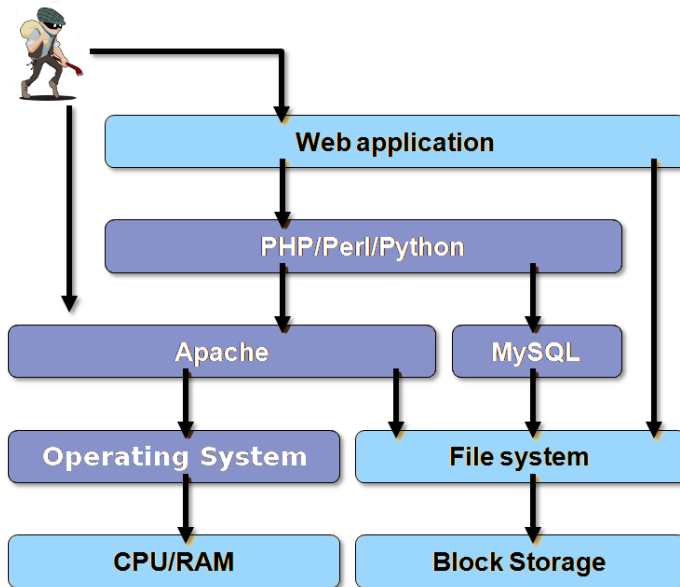 Web application
PHP/Perl/Python
Apache
MySQL
Operating System
File system
CPU/RAM
Block Storage